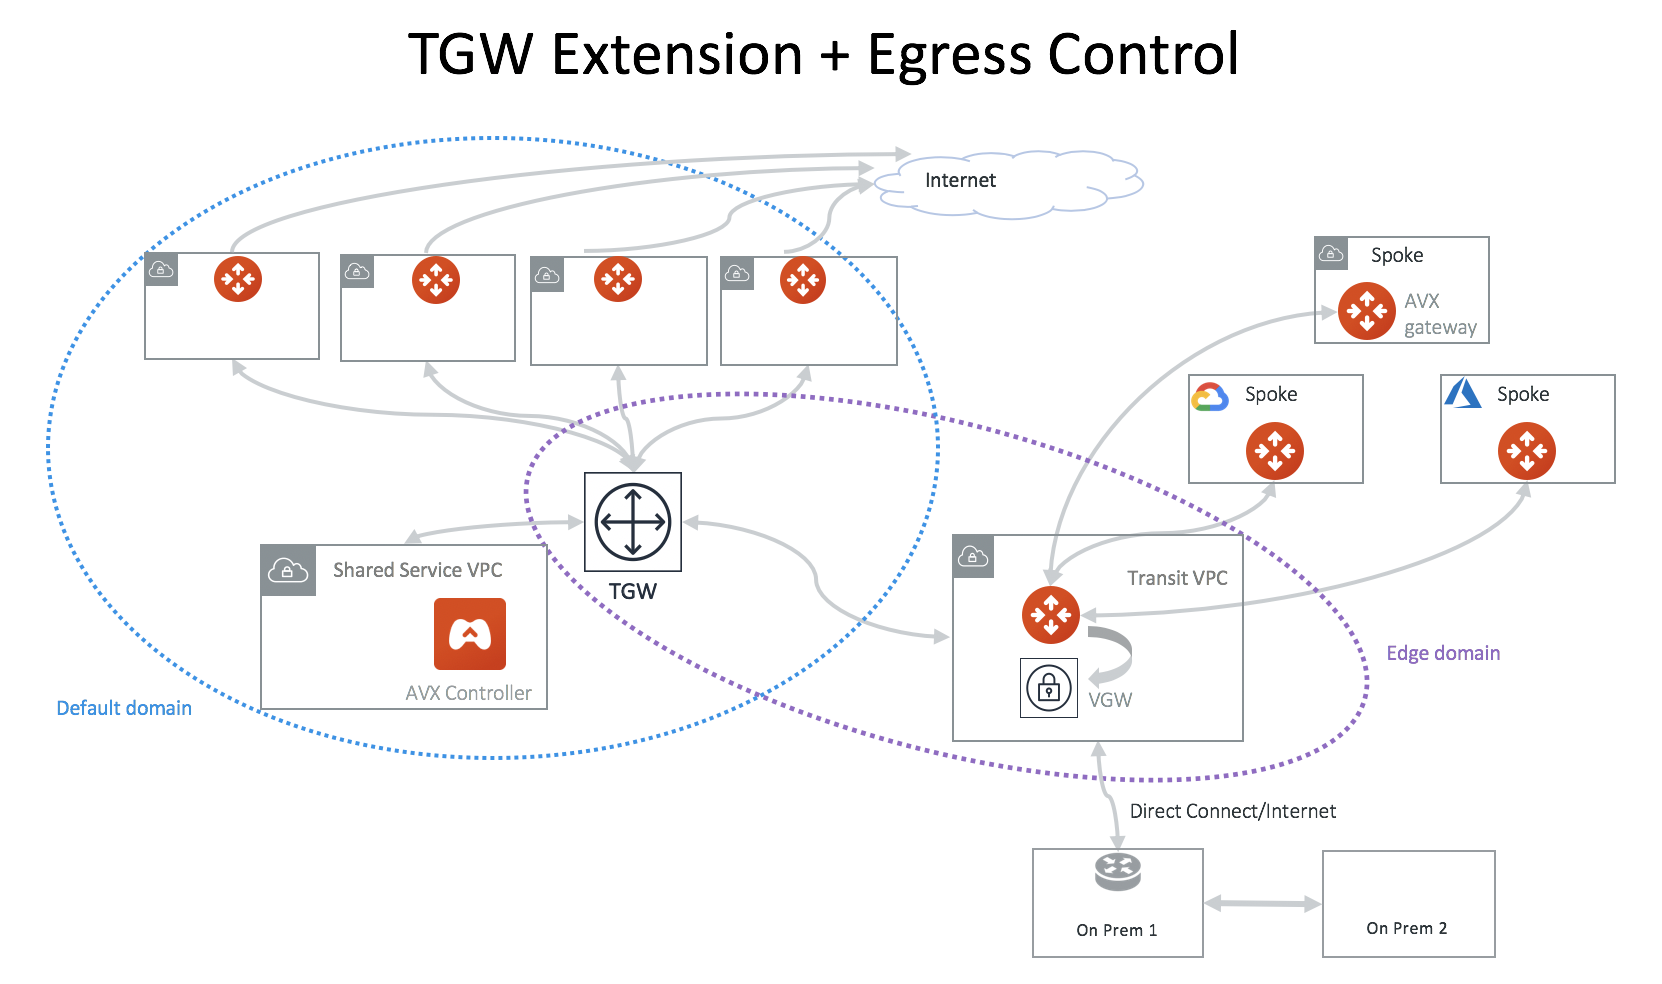 TGW Extension + Egress Control
Internet
Spoke
AVX
gateway
Spoke
Spoke
TGW
Shared Service VPC
AVX Controller
Transit VPC
VGW
Edge domain
Default domain
Direct Connect/Internet
On Prem 1
On Prem 2